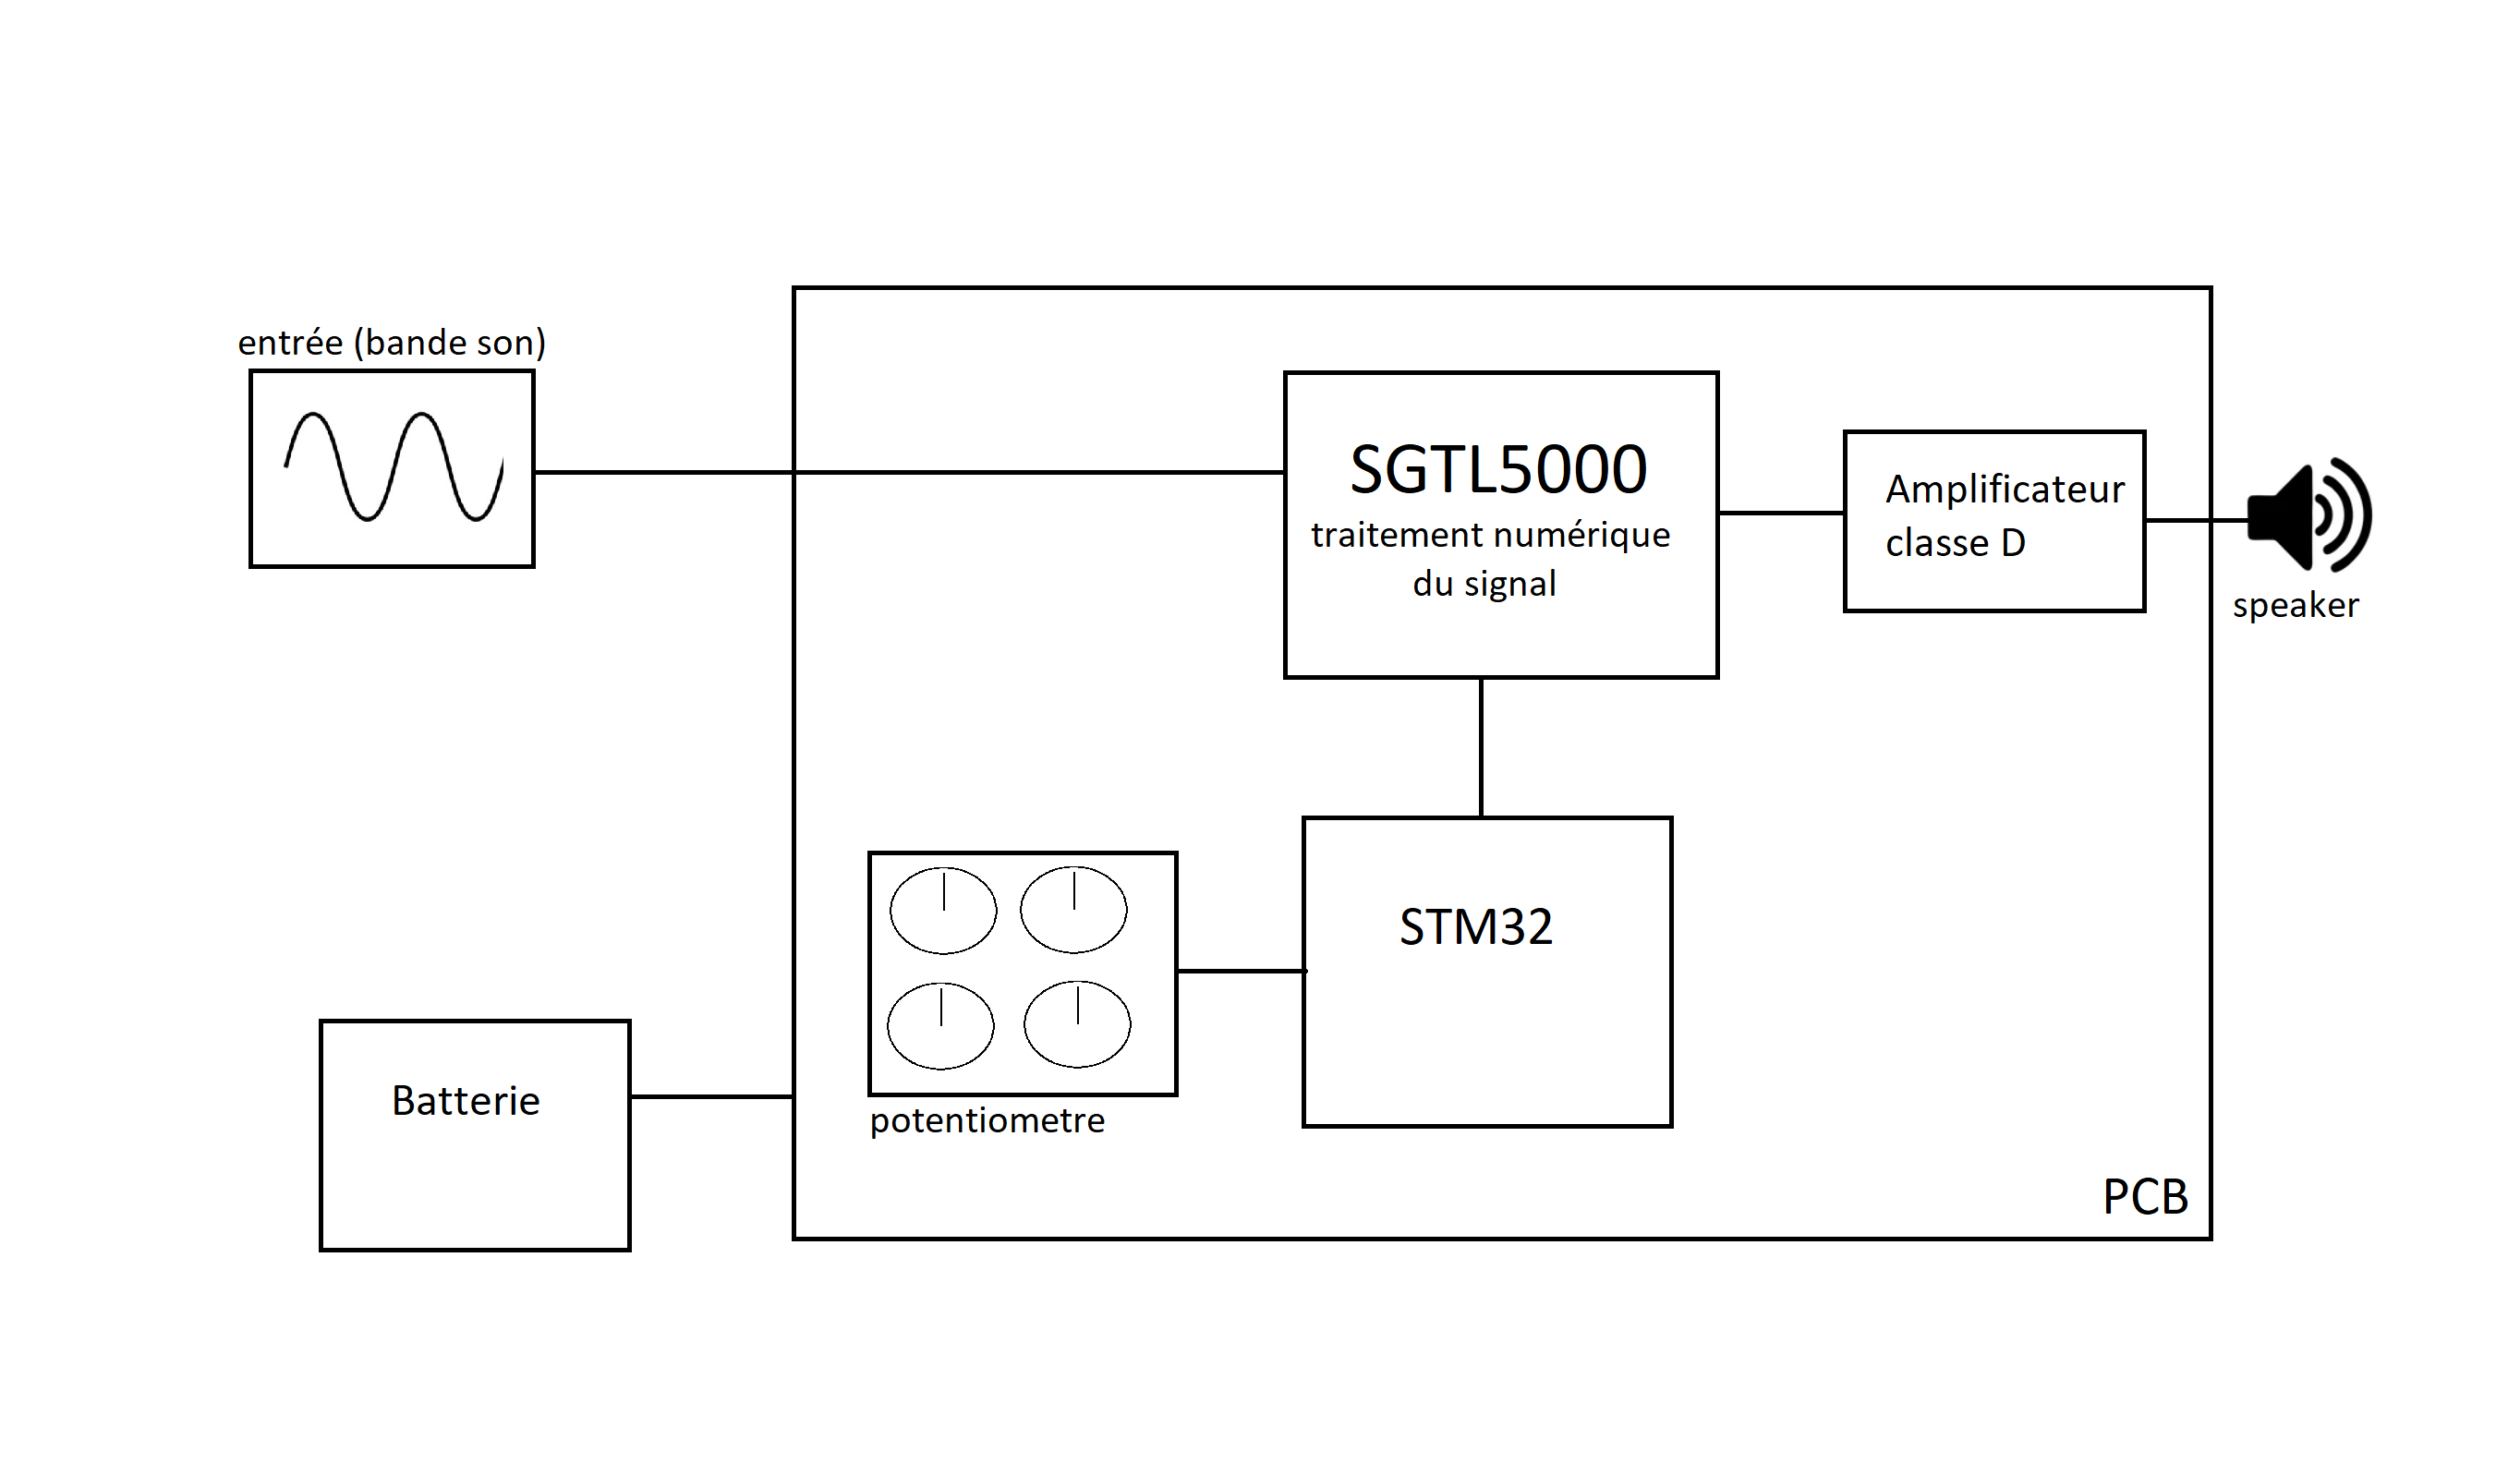 entrée (bande son)
SGTL5000
traitement numérique
du signal
Amplificateur
classe D
speaker
STM32
Batterie
potentiometre
PCB